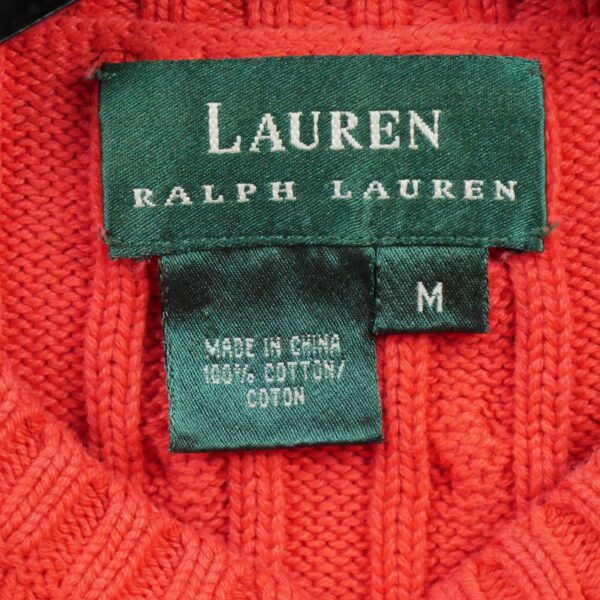 LAUREN
RALPH LAUREN
M
MADE IN CHINA
100% COTTON/
COTON